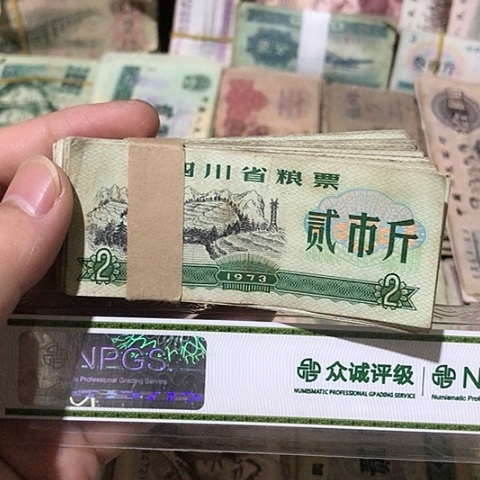 四川省粮票
贰市斤
2
1973
2
NPGS
Professional Grading Service
众诚评级
NUMISMATIC PROFESSIONAL GRADING SERVICE
N
Numismatic